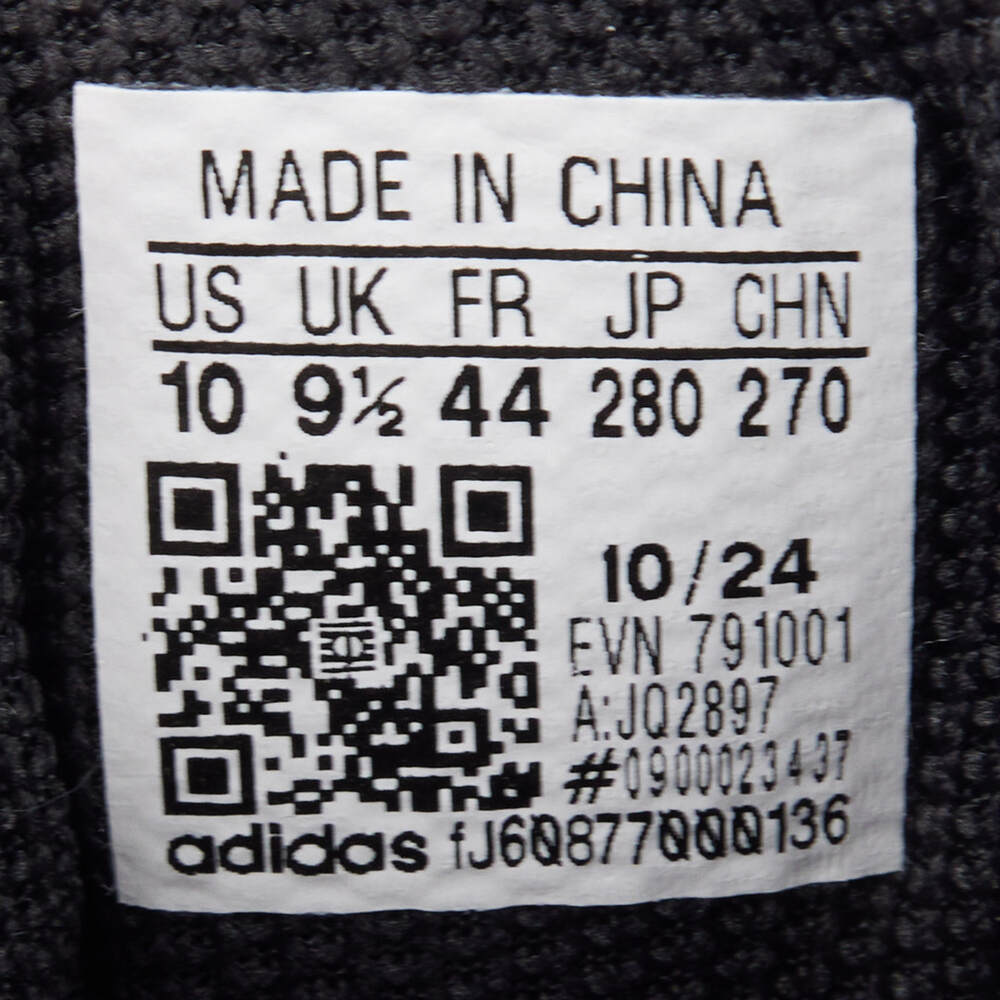 MADE IN CHINA
US UK FR JP CHN
10 9½ 44 280 270
10/24
EVN 791001
A:JQ2897
#0900023437
adidas fJ60877000136